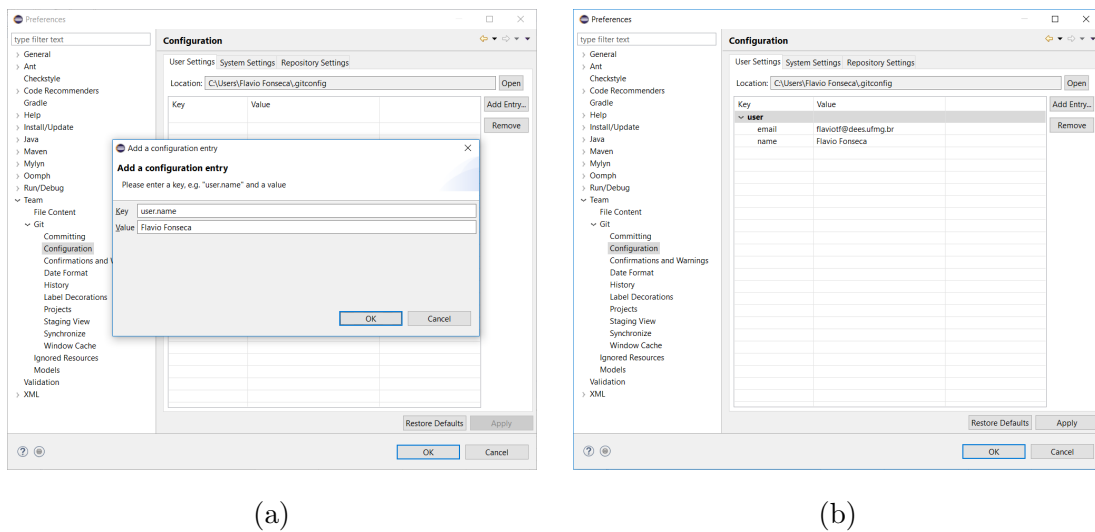 Preferences
type filter text
General
Ant
Checkstyle
Code Recommenders
Gradle
Help
Install/Update
Java
Maven
Mylyn
Oomph
Run/Debug
Team
File Content
Git
Committing
Configuration
Confirmations and
Date Format
History
Label Decorations
Projects
Staging View
Synchronize
Window Cache
Ignored Resources
Models
Validation
XML
Configuration
User Settings System Settings Repository Settings
Location: C:\Users\Flavio Fonseca\.gitconfig Open
Key Value Add Entry...
Remove
Add a configuration entry
Add a configuration entry
Please enter a key, e.g. "user.name" and a value
Key user.name
Value Flavio Fonseca
OK Cancel
Restore Defaults Apply
OK Cancel
(a)
Preferences
type filter text
General
Ant
Checkstyle
Code Recommenders
Gradle
Help
Install/Update
Java
Maven
Mylyn
Oomph
Run/Debug
Team
File Content
Git
Committing
Configuration
Confirmations and Warnings
Date Format
History
Label Decorations
Projects
Staging View
Synchronize
Window Cache
Ignored Resources
Models
Validation
XML
Configuration
User Settings System Settings Repository Settings
Location: C:\Users\Flavio Fonseca\.gitconfig Open
Key Value Add Entry...
user
Remove
email flaviotf@dees.ufmg.br
name Flavio Fonseca
Restore Defaults Apply
OK Cancel
(b)